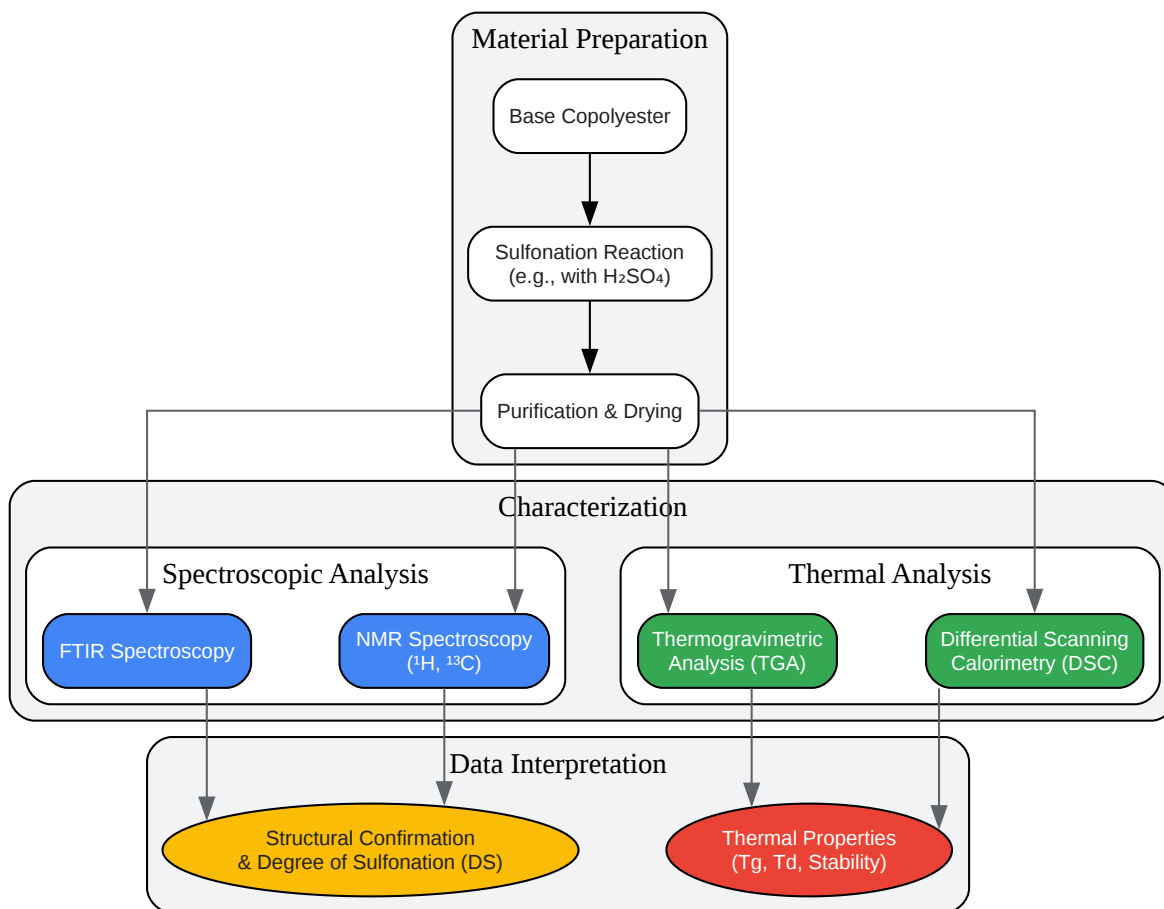 Material Preparation
Base Copolyester
Sulfonation Reaction
(e.g., with H₂SO₄)
Purification & Drying
Characterization
Spectroscopic Analysis
Thermal Analysis
FTIR Spectroscopy
NMR Spectroscopy
(¹H, ¹³C)
Thermogravimetric
Analysis (TGA)
Differential Scanning
Calorimetry (DSC)
Data Interpretation
Structural Confirmation
& Degree of Sulfonation (DS)
Thermal Properties
(Tg, Td, Stability)